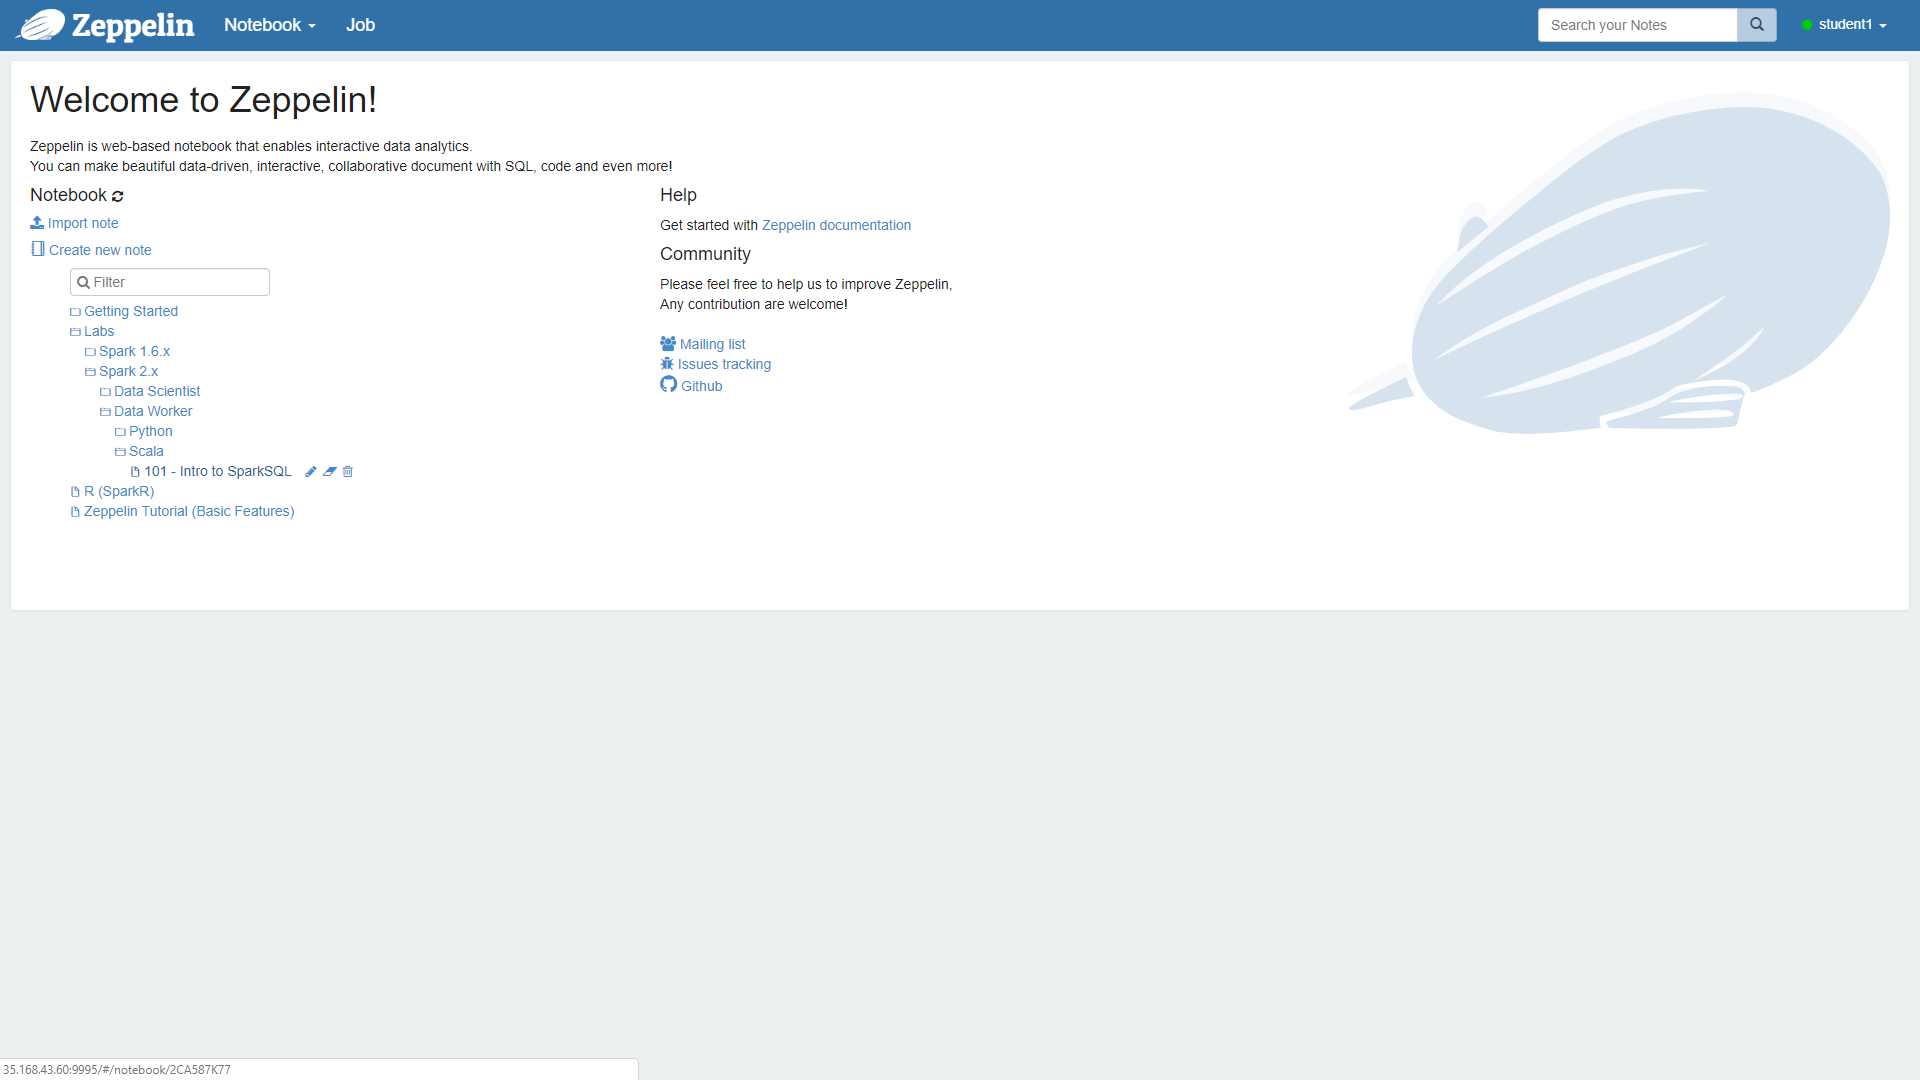 Zeppelin Notebook Job Search your Notes student1
Welcome to Zeppelin!
Zeppelin is web-based notebook that enables interactive data analytics.
You can make beautiful data-driven, interactive, collaborative document with SQL, code and even more!
Notebook
Import note
Create new note
Filter
Getting Started
Labs
Spark 1.6.x
Spark 2.x
Data Scientist
Data Worker
Python
Scala
101 - Intro to SparkSQL
R (SparkR)
Zeppelin Tutorial (Basic Features)
Help
Get started with Zeppelin documentation
Community
Please feel free to help us to improve Zeppelin,
Any contribution are welcome!
Mailing list
Issues tracking
Github
35.168.43.60:9995/#/notebook/2CA587K77